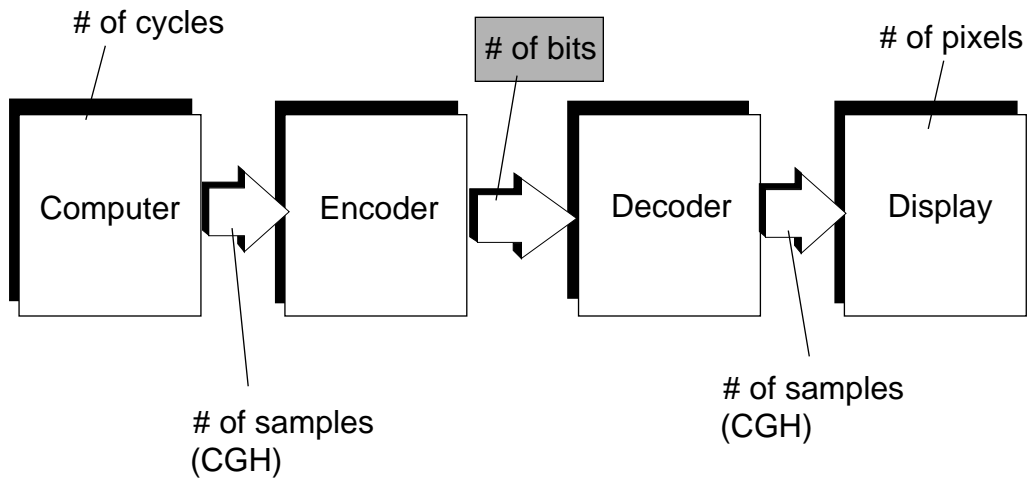 # of cycles
# of bits
# of pixels
Computer
Encoder
Decoder
Display
# of samples
(CGH)
# of samples
(CGH)